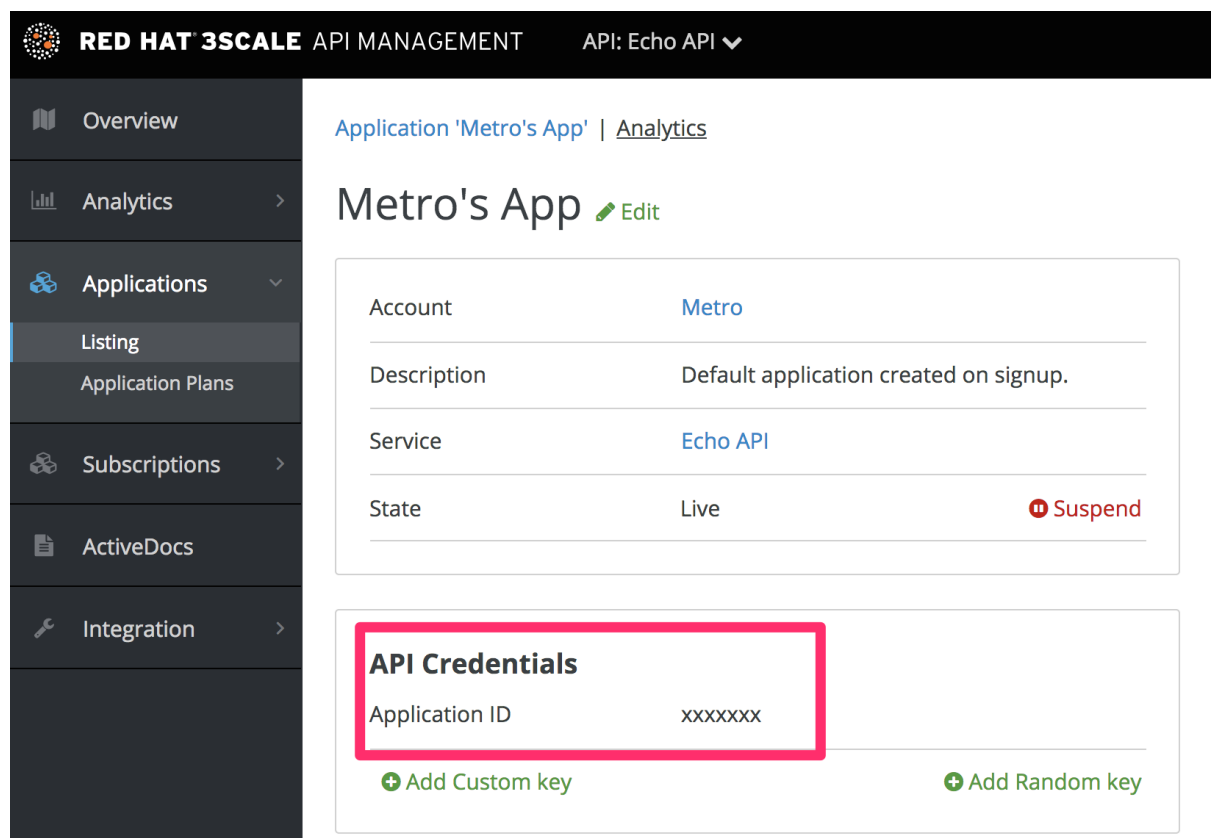 RED HAT® 3SCALE API MANAGEMENT API: Echo API
Overview
Analytics
Applications
Listing
Application Plans
Subscriptions
ActiveDocs
Integration
Application 'Metro's App' | Analytics
Metro's App Edit
Account Metro
Description Default application created on signup.
Service Echo API
State Live Suspend
API Credentials
Application ID xxxxxxx
Add Custom key Add Random key